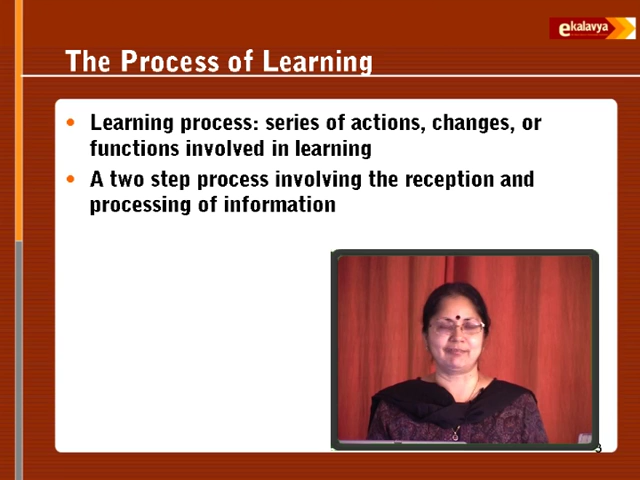 ekalavya
The Process of Learning
• Learning process: series of actions, changes, or
functions involved in learning
• A two step process involving the reception and
processing of information
3